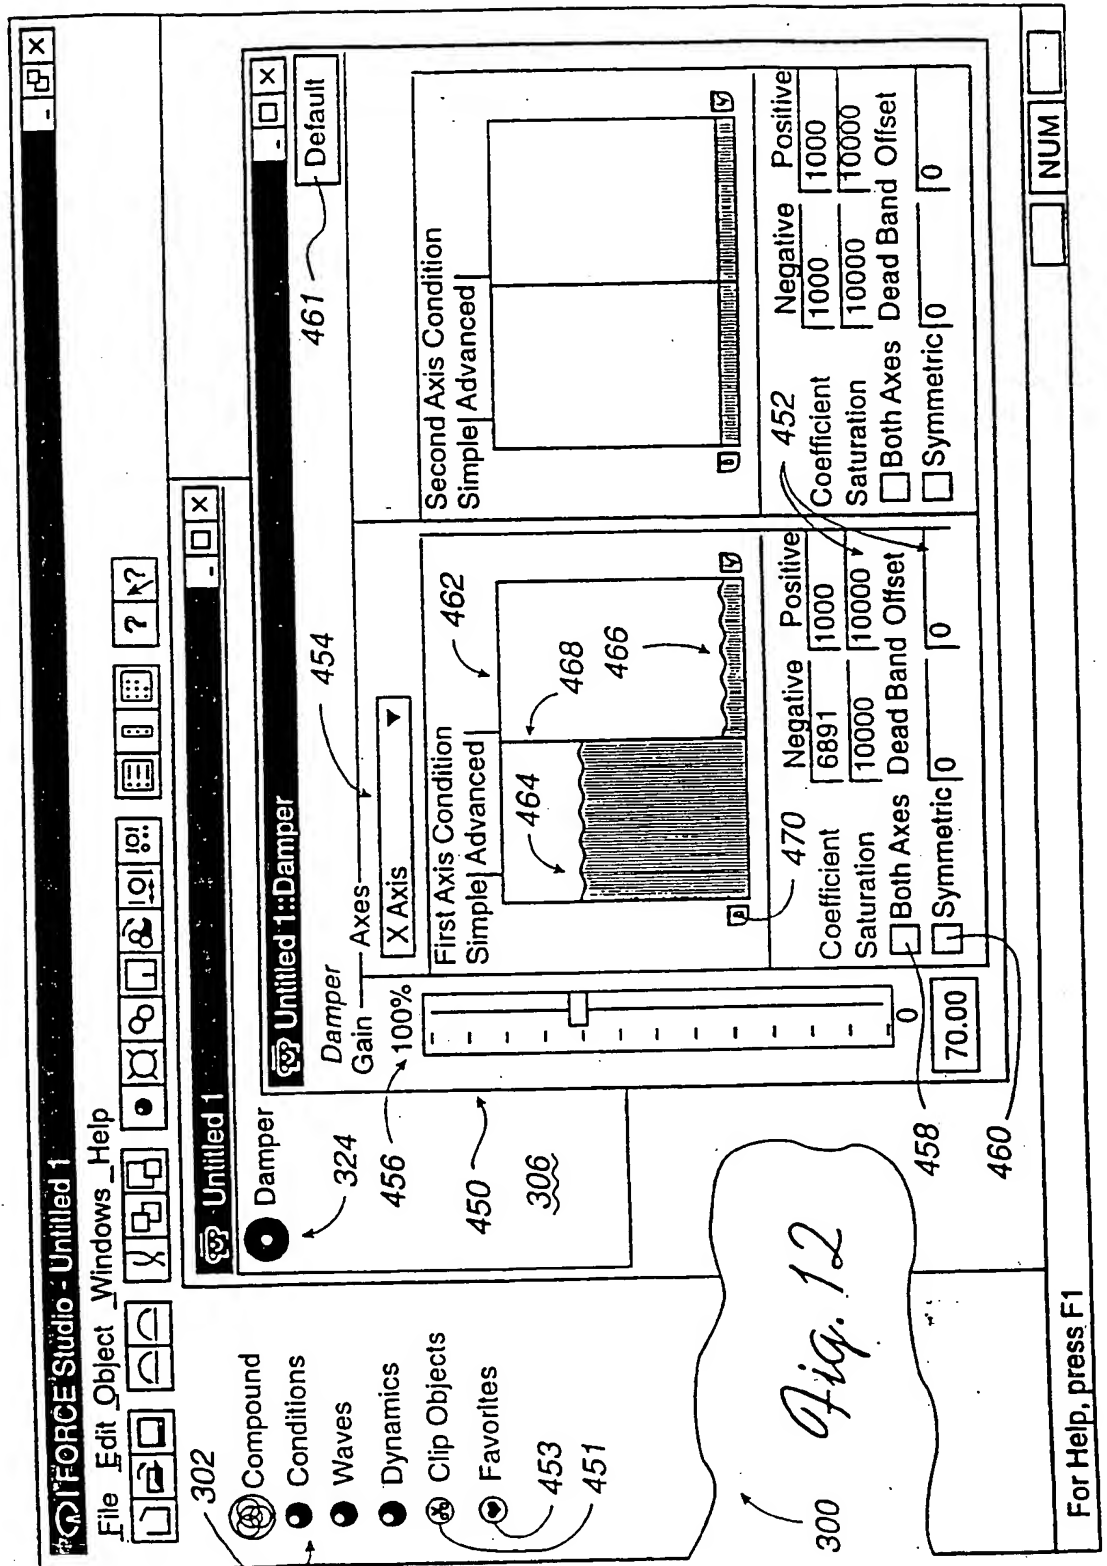 I FORCE Studio - Untitled 1
File Edit Object Windows Help
? ?
302
Compound
Conditions
Waves
Dynamics
Clip Objects
Favorites
453
451
300
Fig. 12
Untitled 1
Damper
324
456
450
306
458
460
Untitled 1::Damper
Default
461
Damper
Gain
Axes
454
100%
0
70.00
X Axis
First Axis Condition
Simple Advanced
462
464
468
466
470
Negative Positive
Coefficient 6891 1000
Saturation 10000 10000
Both Axes Dead Band Offset
Symmetric 0 0
452
Second Axis Condition
Simple Advanced
Negative Positive
Coefficient 1000 1000
Saturation 10000 10000
Both Axes Dead Band Offset
Symmetric 0 0
For Help, press F1
NUM